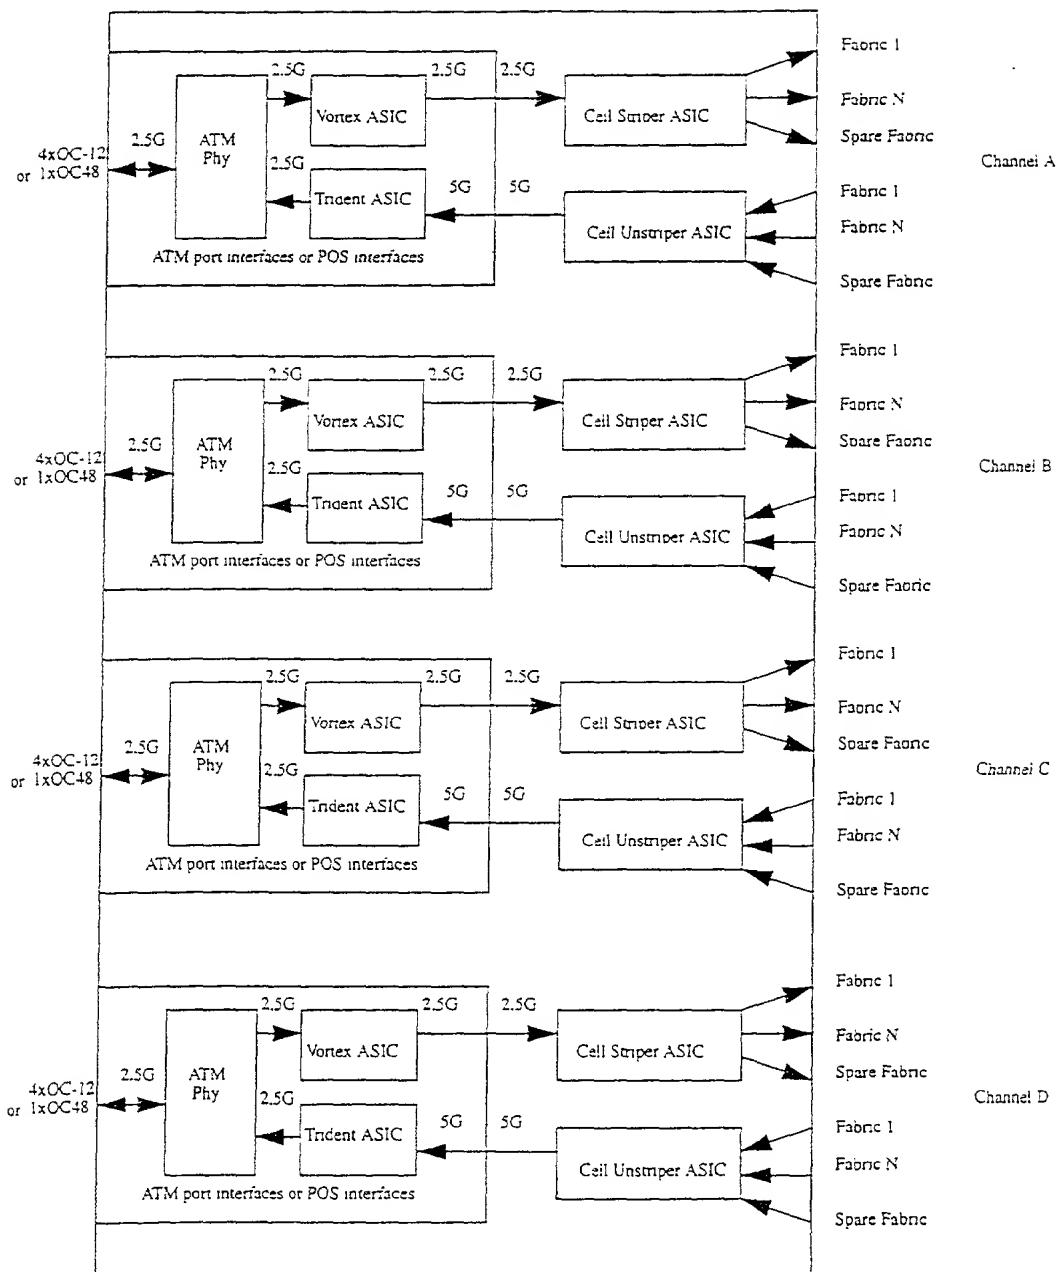 Fabric 1
2.5G 2.5G 2.5G
Vortex ASIC
Cell Striper ASIC
Fabric N
ATM
Phy
2.5G
4xOC-12
or 1xOC48
Spare Fabric
2.5G
Channel A
Trident ASIC
5G 5G
Fabric 1
Cell Unstriper ASIC
Fabric N
ATM port interfaces or POS interfaces
Spare Fabric
Fabric 1
2.5G 2.5G 2.5G
Vortex ASIC
Cell Striper ASIC
Fabric N
ATM
Phy
2.5G
4xOC-12
or 1xOC48
Spare Fabric
2.5G
Channel B
Trident ASIC
5G 5G
Fabric 1
Cell Unstriper ASIC
Fabric N
ATM port interfaces or POS interfaces
Spare Fabric
Fabric 1
2.5G 2.5G 2.5G
Vortex ASIC
Cell Striper ASIC
Fabric N
ATM
Phy
2.5G
4xOC-12
or 1xOC48
Spare Fabric
2.5G
Channel C
Trident ASIC
5G 5G
Fabric 1
Cell Unstriper ASIC
Fabric N
ATM port interfaces or POS interfaces
Spare Fabric
Fabric 1
2.5G 2.5G 2.5G
Vortex ASIC
Cell Striper ASIC
Fabric N
ATM
Phy
2.5G
4xOC-12
or 1xOC48
Spare Fabric
2.5G
Channel D
Trident ASIC
5G 5G
Fabric 1
Cell Unstriper ASIC
Fabric N
ATM port interfaces or POS interfaces
Spare Fabric